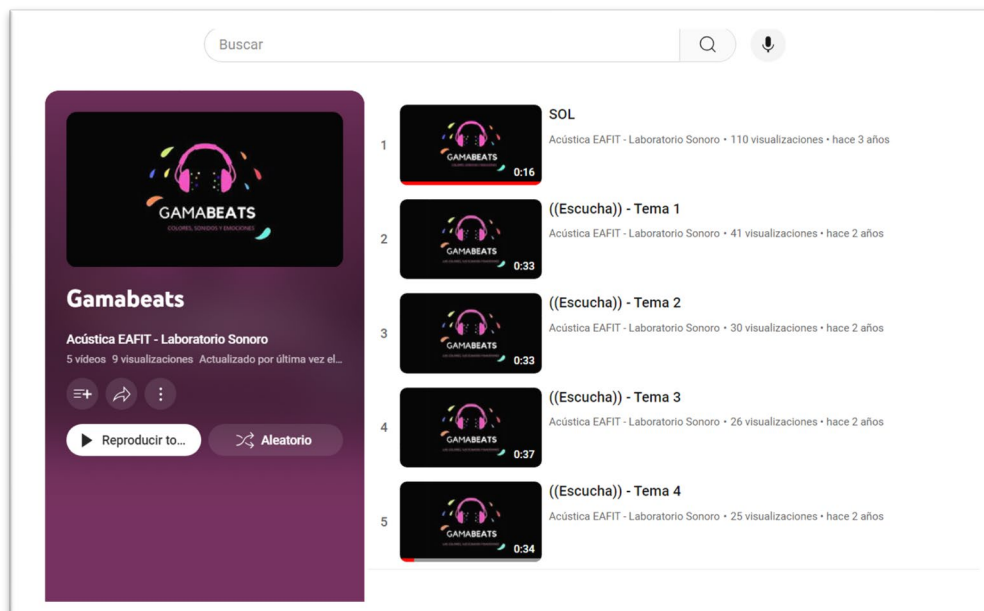 Buscar
GAMABEATS
COLORES, SONIDOS Y EMOCIONES
Gamabeats
Acústica EAFIT - Laboratorio Sonoro
5 vídeos 9 visualizaciones Actualizado por última vez el...
Reproducir to...
Aleatorio
1
GAMABEATS
0:16
SOL
Acústica EAFIT - Laboratorio Sonoro • 110 visualizaciones • hace 3 años
2
GAMABEATS
0:33
((Escucha)) - Tema 1
Acústica EAFIT - Laboratorio Sonoro • 41 visualizaciones • hace 2 años
3
GAMABEATS
0:33
((Escucha)) - Tema 2
Acústica EAFIT - Laboratorio Sonoro • 30 visualizaciones • hace 2 años
4
GAMABEATS
0:37
((Escucha)) - Tema 3
Acústica EAFIT - Laboratorio Sonoro • 26 visualizaciones • hace 2 años
5
GAMABEATS
0:34
((Escucha)) - Tema 4
Acústica EAFIT - Laboratorio Sonoro • 25 visualizaciones • hace 2 años